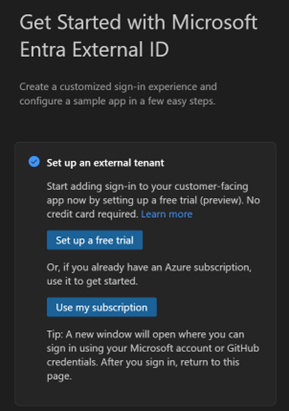 Get Started with Microsoft
Entra External ID
Create a customized sign-in experience and
configure a sample app in a few easy steps.
Set up an external tenant
Start adding sign-in to your customer-facing
app now by setting up a free trial (preview). No
credit card required. Learn more
Set up a free trial
Or, if you already have an Azure subscription,
use it to get started.
Use my subscription
Tip: A new window will open where you can
sign in using your Microsoft account or GitHub
credentials. After you sign in, return to this
page.